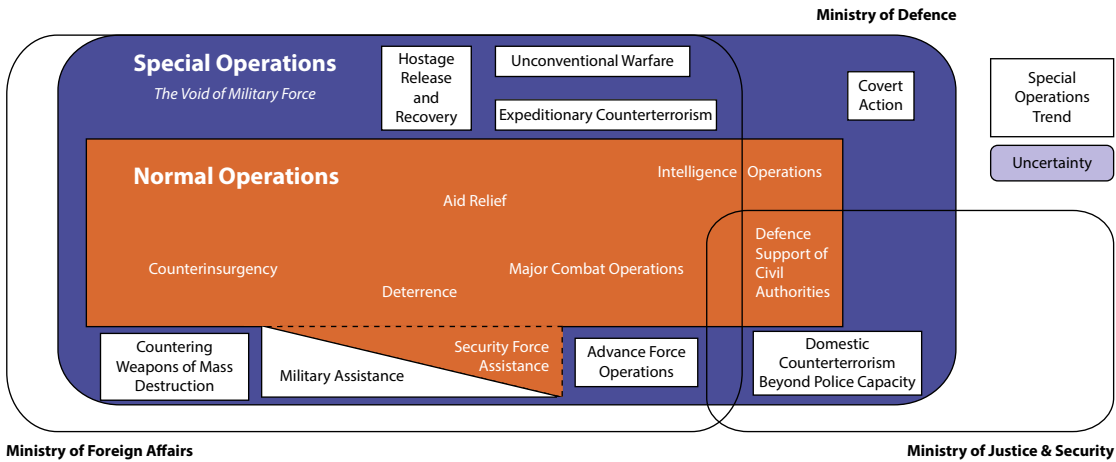 Ministry of Defence
Special Operations
The Void of Military Force
Hostage
Release
and
Recovery
Unconventional Warfare
Expeditionary Counterterrorism
Covert
Action
Special
Operations
Trend
Uncertainty
Normal Operations
Intelligence Operations
Aid Relief
Counterinsurgency
Deterrence
Major Combat Operations
Defence
Support of
Civil
Authorities
Countering
Weapons of Mass
Destruction
Military Assistance
Security Force
Assistance
Advance Force
Operations
Domestic
Counterterrorism
Beyond Police Capacity
Ministry of Foreign Affairs
Ministry of Justice & Security